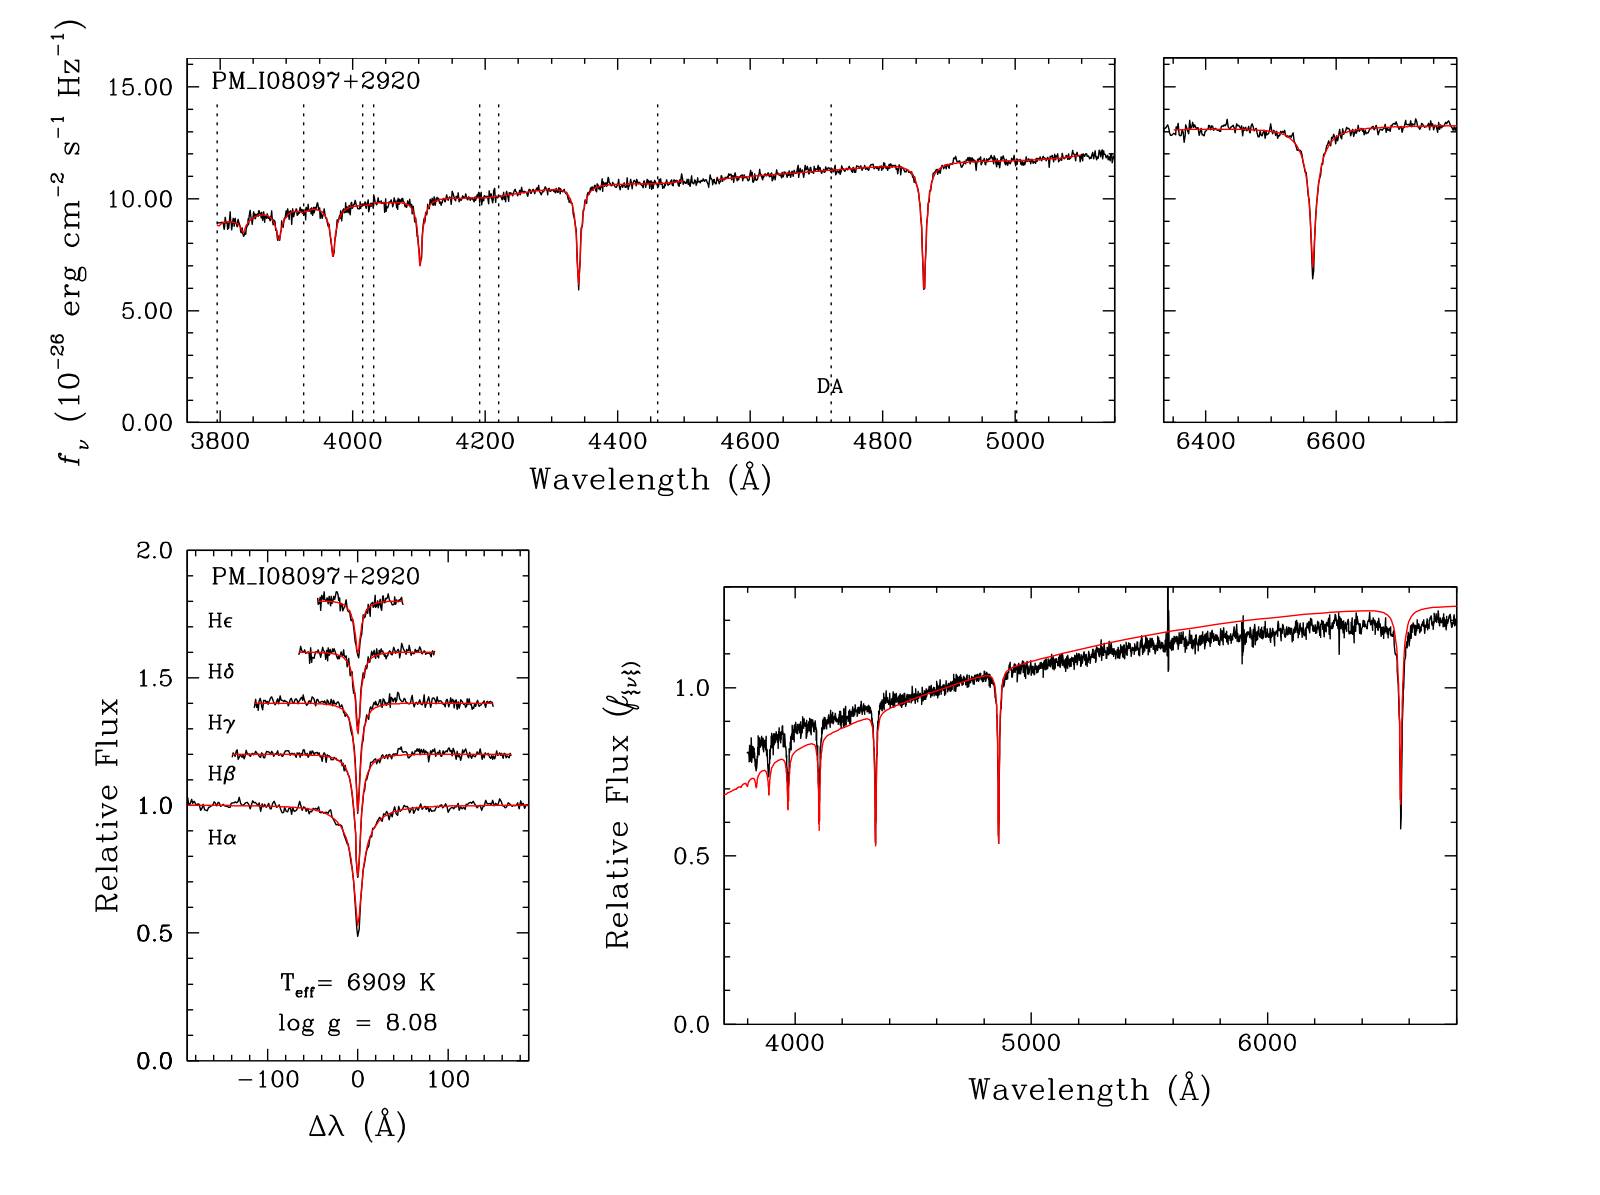 f_ν (10^−26 erg cm^−2 s^−1 Hz^−1)
PM_I08097+2920
15.00
10.00
5.00
0.00
DA
3800 4000 4200 4400 4600 4800 5000
6400 6600
Wavelength (Å)
2.0
1.5
1.0
0.5
0.0
Relative Flux
PM_I08097+2920
Hϵ
Hδ
Hγ
Hβ
Hα
T_eff= 6909 K
log g = 8.08
−100 0 100
Δλ (Å)
Relative Flux (f_{ν})
1.0
0.5
0.0
4000 5000 6000
Wavelength (Å)